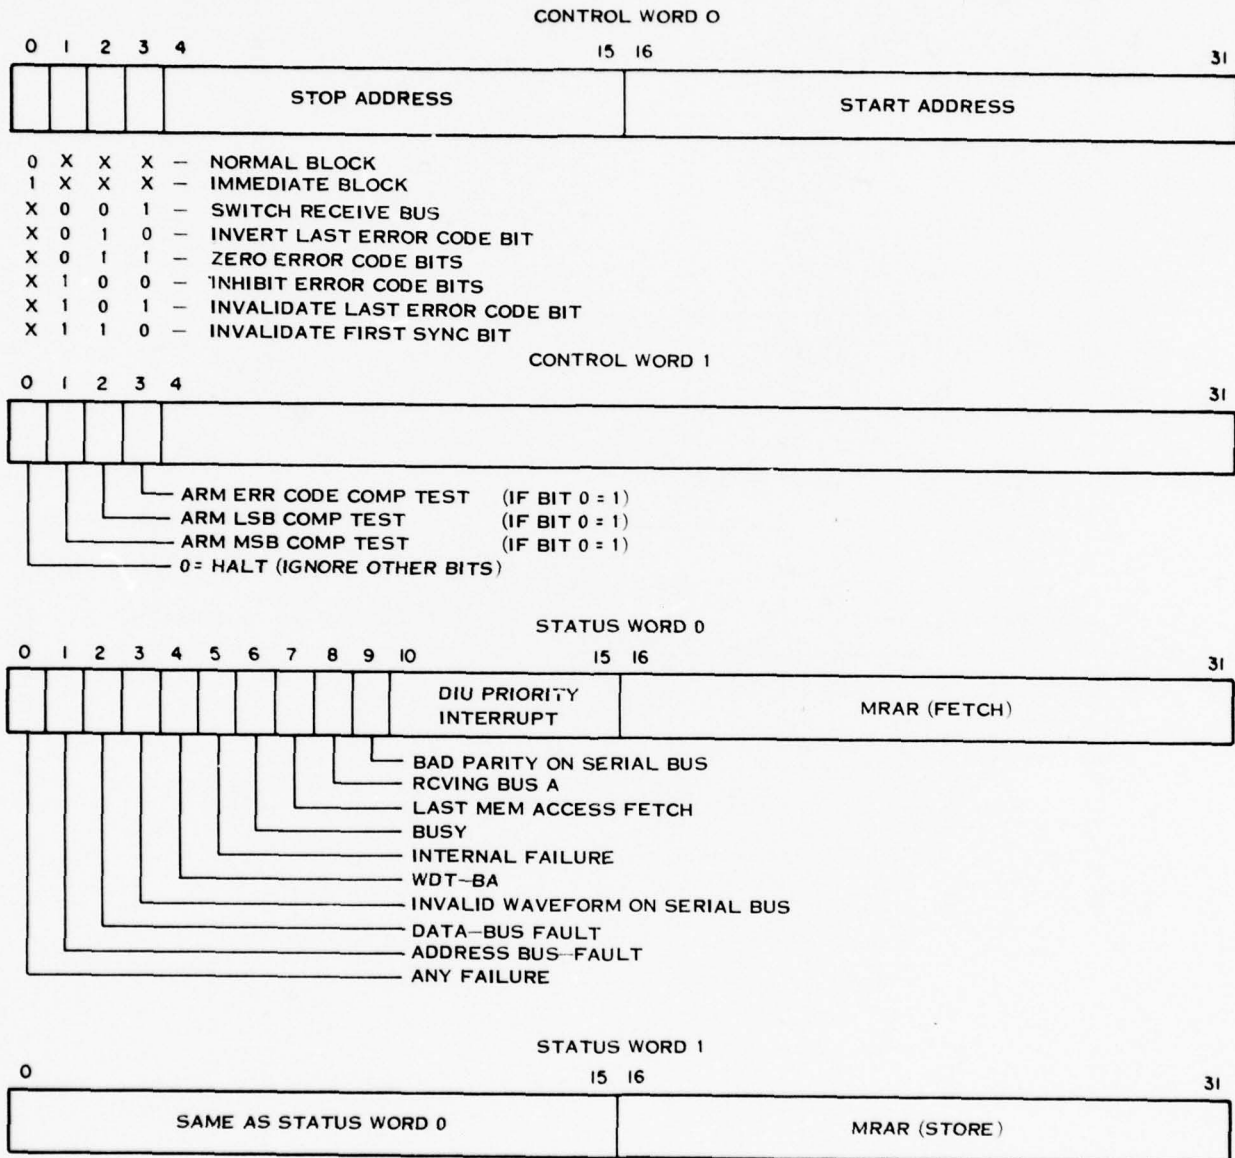 CONTROL WORD O
0 1 2 3 4 15 16 31
STOP ADDRESS START ADDRESS
0 X X X – NORMAL BLOCK
1 X X X – IMMEDIATE BLOCK
X 0 0 1 – SWITCH RECEIVE BUS
X 0 1 0 – INVERT LAST ERROR CODE BIT
X 0 1 1 – ZERO ERROR CODE BITS
X 1 0 0 – INHIBIT ERROR CODE BITS
X 1 0 1 – INVALIDATE LAST ERROR CODE BIT
X 1 1 0 – INVALIDATE FIRST SYNC BIT
CONTROL WORD 1
0 1 2 3 4 31
ARM ERR CODE COMP TEST (IF BIT 0 = 1)
ARM LSB COMP TEST (IF BIT 0 = 1)
ARM MSB COMP TEST (IF BIT 0 = 1)
0= HALT (IGNORE OTHER BITS)
STATUS WORD 0
0 1 2 3 4 5 6 7 8 9 10 15 16 31
DIU PRIORITY
INTERRUPT
MRAR (FETCH)
BAD PARITY ON SERIAL BUS
RCVING BUS A
LAST MEM ACCESS FETCH
BUSY
INTERNAL FAILURE
WDT–BA
INVALID WAVEFORM ON SERIAL BUS
DATA–BUS FAULT
ADDRESS BUS–FAULT
ANY FAILURE
STATUS WORD 1
0 15 16 31
SAME AS STATUS WORD 0 MRAR (STORE)